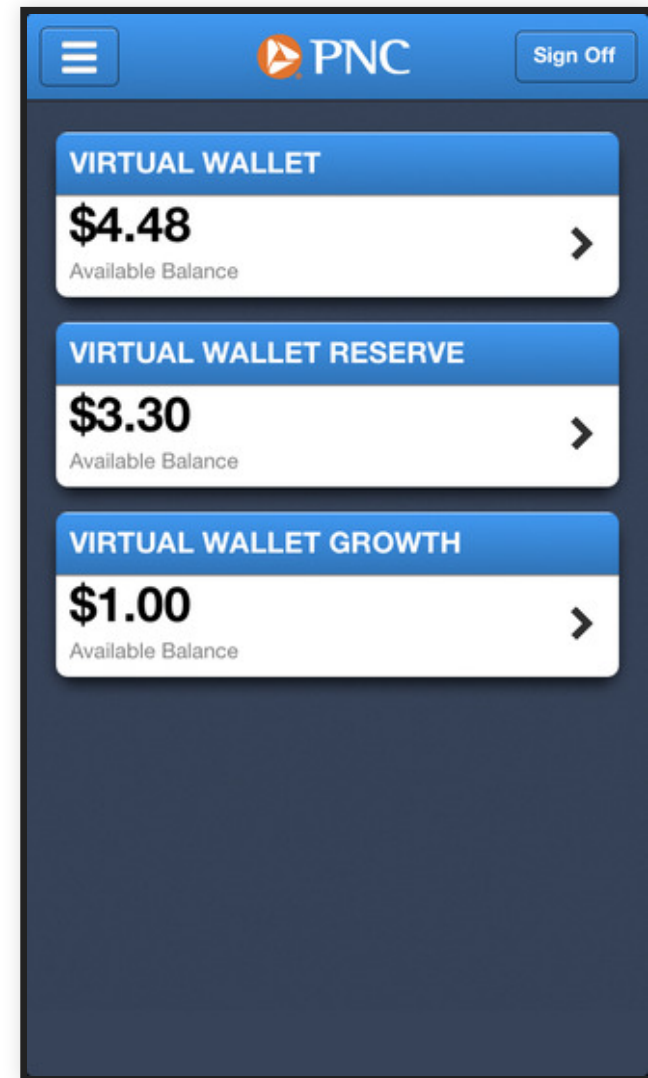 PNC
Sign Off
VIRTUAL WALLET
$4.48
Available Balance
VIRTUAL WALLET RESERVE
$3.30
Available Balance
VIRTUAL WALLET GROWTH
$1.00
Available Balance